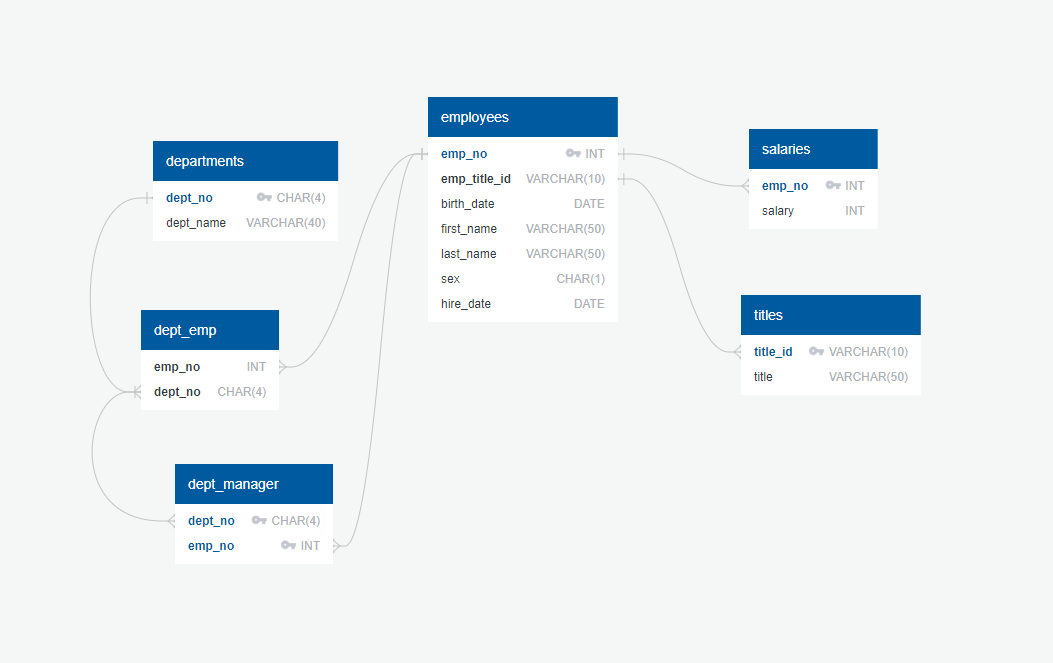 departments
dept_no CHAR(4)
dept_name VARCHAR(40)
dept_emp
emp_no INT
dept_no CHAR(4)
dept_manager
dept_no CHAR(4)
emp_no INT
employees
emp_no INT
emp_title_id VARCHAR(10)
birth_date DATE
first_name VARCHAR(50)
last_name VARCHAR(50)
sex CHAR(1)
hire_date DATE
salaries
emp_no INT
salary INT
titles
title_id VARCHAR(10)
title VARCHAR(50)